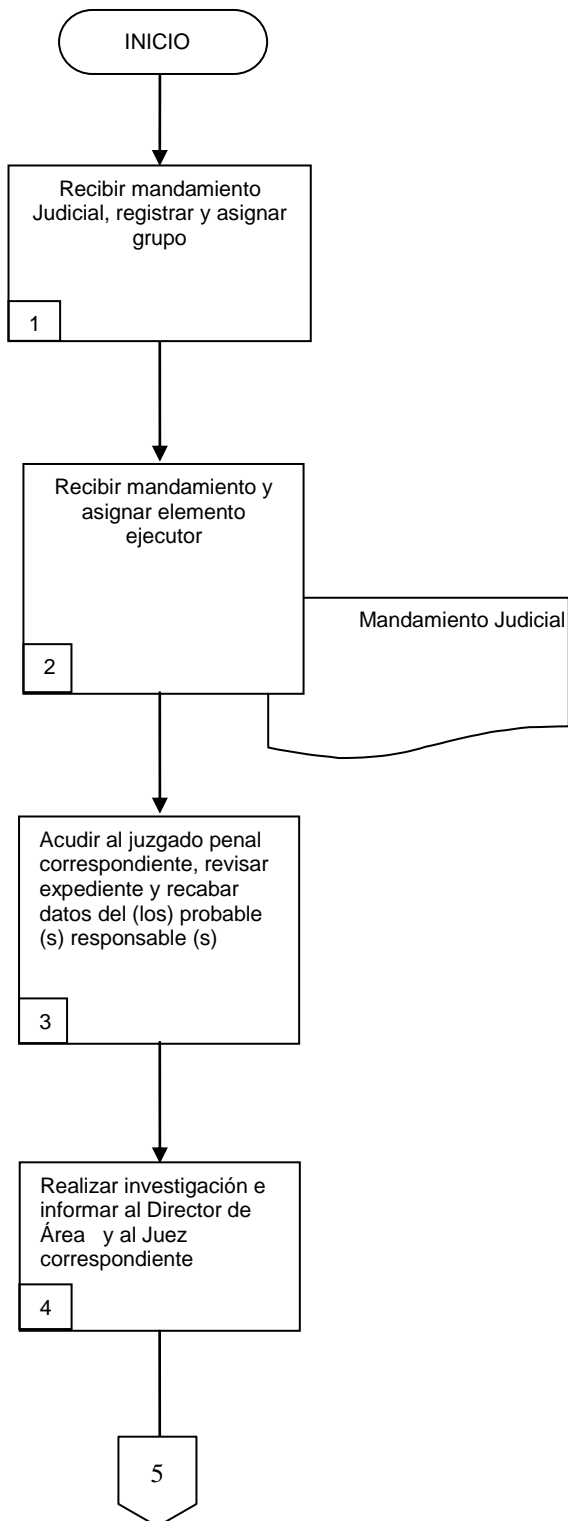 INICIO
Recibir mandamiento
Judicial, registrar y asignar
grupo
1
Recibir mandamiento y
asignar elemento
ejecutor
2
Mandamiento Judicial
Acudir al juzgado penal
correspondiente, revisar
expediente y recabar
datos del (los) probable
(s) responsable (s)
3
Realizar investigación e
informar al Director de
Área y al Juez
correspondiente
4
5